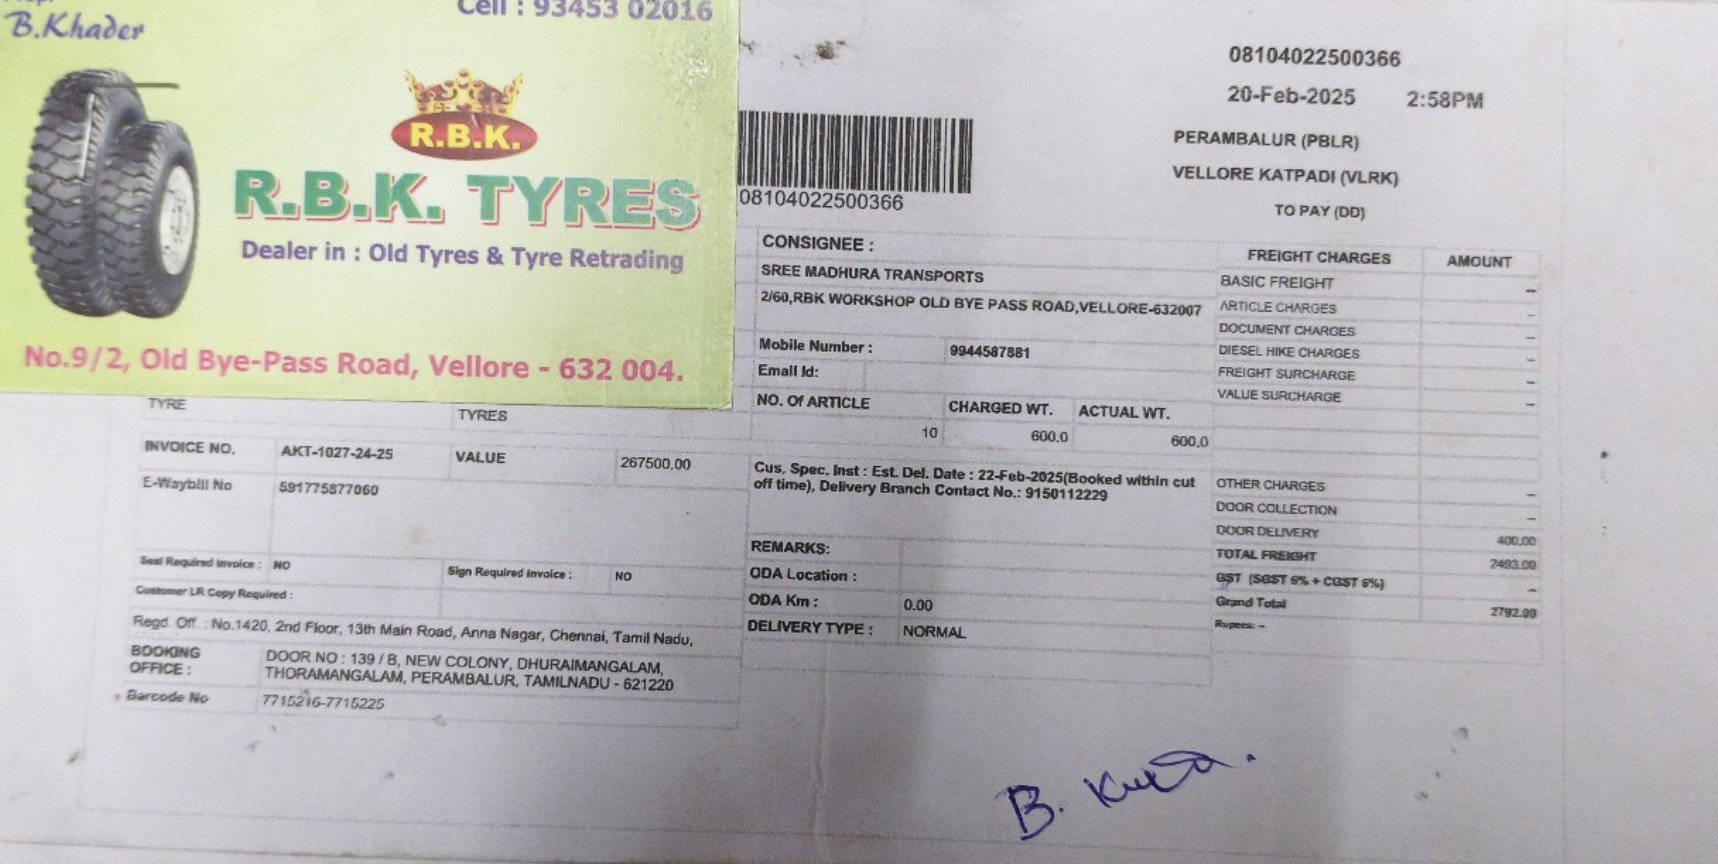 B.Khader
Cell : 93453 02016
R.B.K.
R.B.K. TYRES
Dealer in : Old Tyres & Tyre Retrading
No.9/2, Old Bye-Pass Road, Vellore - 632 004.
08104022500366
20-Feb-2025 2:58PM
PERAMBALUR (PBLR)
VELLORE KATPADI (VLRK)
TO PAY (DD)
08104022500366
CONSIGNEE :
SREE MADHURA TRANSPORTS
2/60,RBK WORKSHOP OLD BYE PASS ROAD,VELLORE-632007
Mobile Number : 9944587881
Email Id:
NO. Of ARTICLE CHARGED WT. ACTUAL WT.
10 600.0 600.0
Cus. Spec. Inst : Est. Del. Date : 22-Feb-2025(Booked within cut
off time), Delivery Branch Contact No.: 9150112229
REMARKS:
ODA Location :
ODA Km : 0.00
DELIVERY TYPE : NORMAL
FREIGHT CHARGES AMOUNT
BASIC FREIGHT –
ARTICLE CHARGES –
DOCUMENT CHARGES –
DIESEL HIKE CHARGES –
FREIGHT SURCHARGE –
VALUE SURCHARGE –
OTHER CHARGES –
DOOR COLLECTION –
DOOR DELIVERY 400.00
TOTAL FREIGHT 2493.00
GST (SGST 6% + CGST 6%) –
Grand Total 2792.00
Rupees: –
TYRE TYRES
INVOICE NO. AKT-1027-24-25 VALUE 267500.00
E-Waybill No 591775877060
Seal Required Invoice : NO Sign Required Invoice : NO
Customer LR Copy Required :
Regd. Off. : No.1420, 2nd Floor, 13th Main Road, Anna Nagar, Chennai, Tamil Nadu,
BOOKING
OFFICE :
DOOR NO : 139 / B, NEW COLONY, DHURAIMANGALAM,
THORAMANGALAM, PERAMBALUR, TAMILNADU - 621220
Barcode No 7715216-7715225
B.